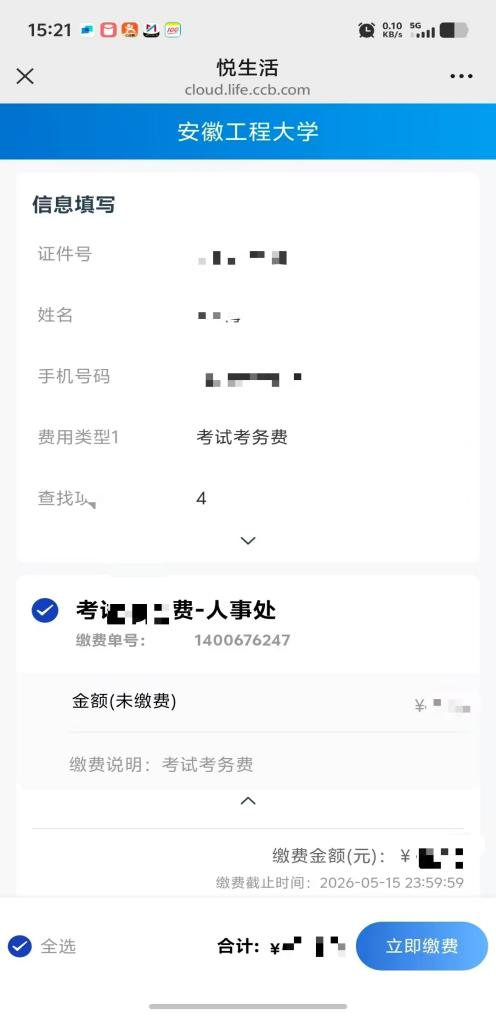 15:21
0.10 KB/s 5G
悦生活
cloud.life.ccb.com
安徽工程大学
信息填写
证件号
姓名
手机号码
费用类型1 考试考务费
查找 4
考 费-人事处
缴费单号: 1400676247
金额(未缴费) ¥
缴费说明: 考试考务费
缴费金额(元): ¥
缴费截止时间: 2026-05-15 23:59:59
全选 合计: ¥ 立即缴费